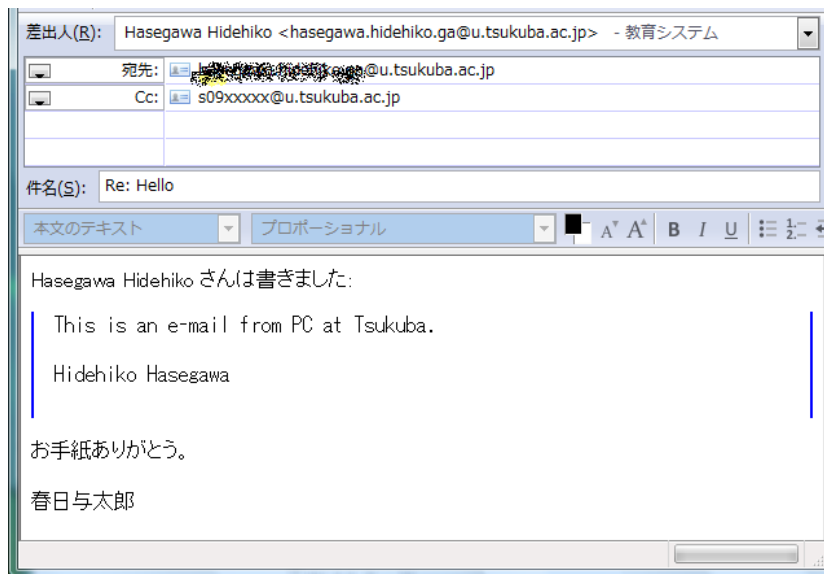 差出人(R): Hasegawa Hidehiko <hasegawa.hidehiko.ga@u.tsukuba.ac.jp> - 教育システム
宛先: @u.tsukuba.ac.jp
Cc: s09xxxxx@u.tsukuba.ac.jp
件名(S): Re: Hello
本文のテキスト プロポーショナル A A B I U
Hasegawa Hidehiko さんは書きました:
This is an e-mail from PC at Tsukuba.
Hidehiko Hasegawa
お手紙ありがとう。
春日与太郎